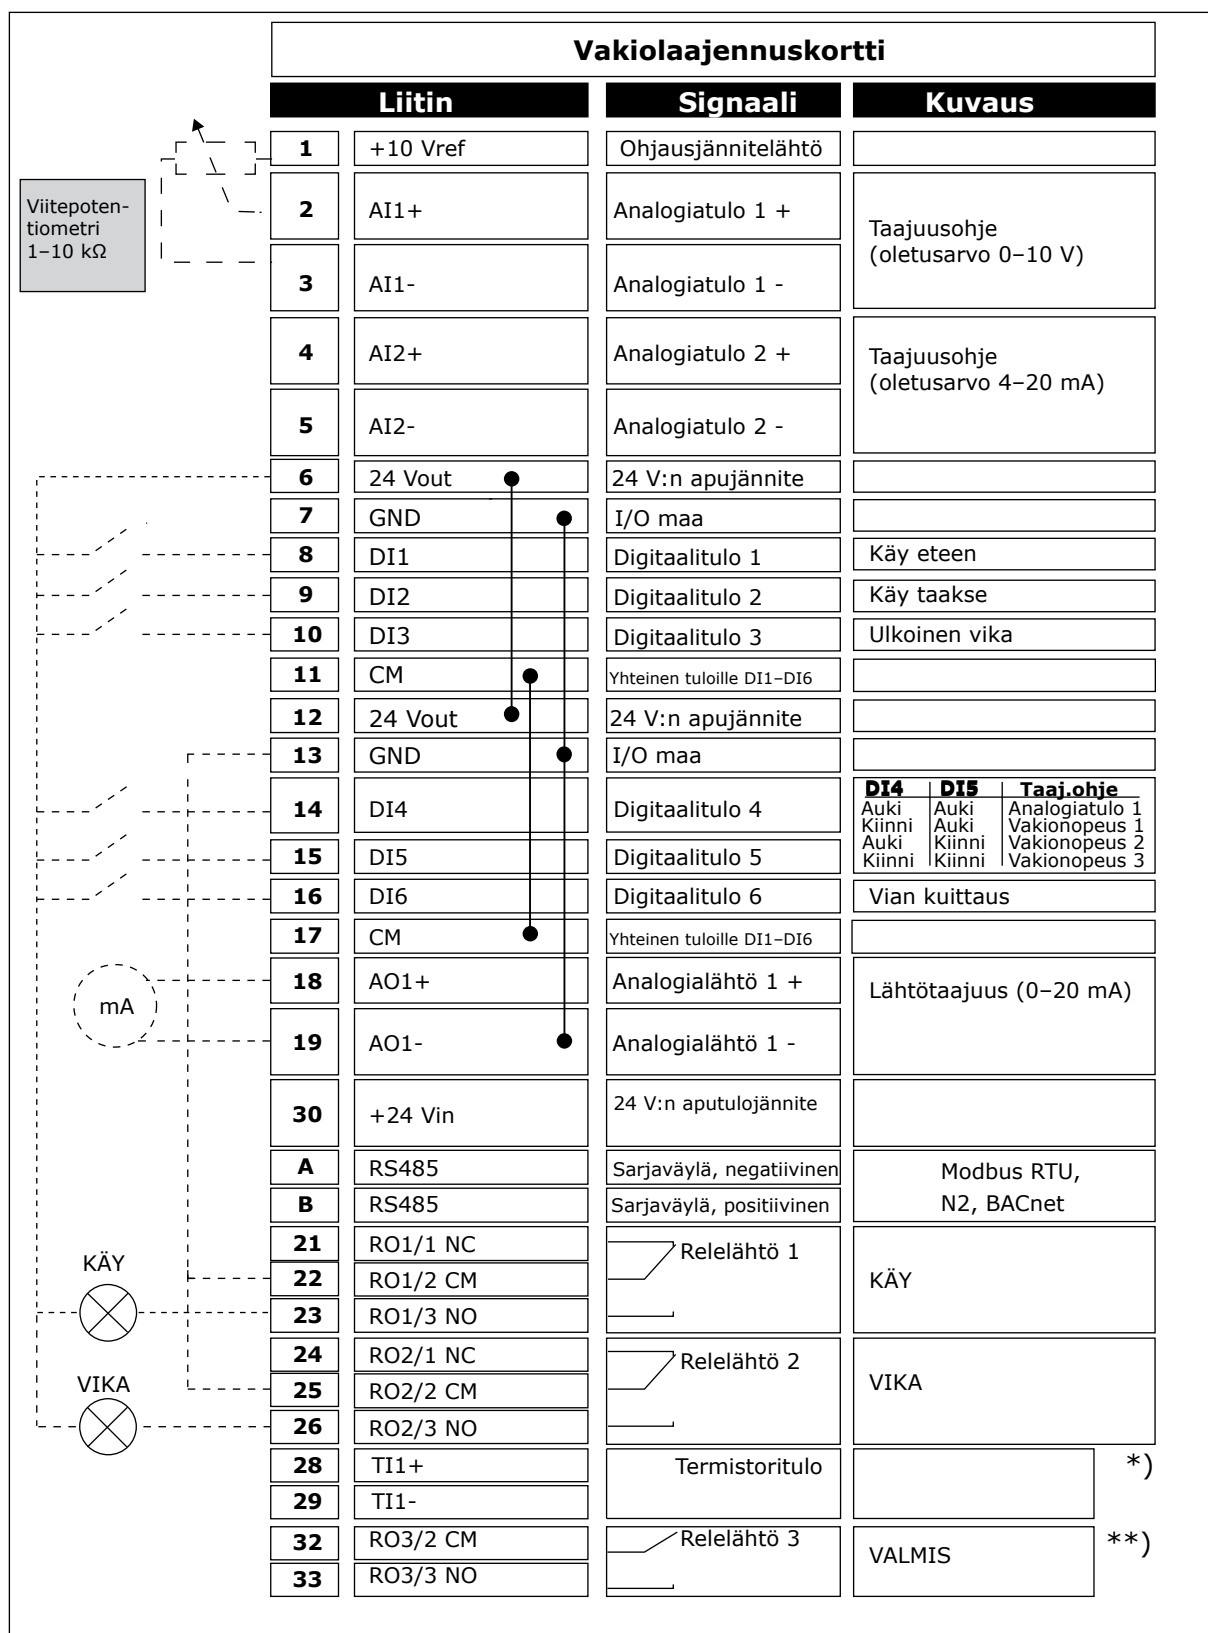 Vakiolaajennuskortti
Liitin Signaali Kuvaus
1 +10 Vref Ohjausjännitelähtö
Viitepoten-
tiometri
1–10 kΩ
2 AI1+ Analogiatulo 1 +
Taajuusohje
(oletusarvo 0–10 V)
3 AI1- Analogiatulo 1 -
4 AI2+ Analogiatulo 2 +
Taajuusohje
(oletusarvo 4–20 mA)
5 AI2- Analogiatulo 2 -
6 24 Vout 24 V:n apujännite
7 GND I/O maa
8 DI1 Digitaalitulo 1 Käy eteen
9 DI2 Digitaalitulo 2 Käy taakse
10 DI3 Digitaalitulo 3 Ulkoinen vika
11 CM Yhteinen tuloille DI1–DI6
12 24 Vout 24 V:n apujännite
13 GND I/O maa
14 DI4 Digitaalitulo 4
DI4 DI5 Taaj.ohje
Auki Auki Analogiatulo 1
Kiinni Auki Vakionopeus 1
Auki Kiinni Vakionopeus 2
Kiinni Kiinni Vakionopeus 3
15 DI5 Digitaalitulo 5
16 DI6 Digitaalitulo 6 Vian kuittaus
17 CM Yhteinen tuloille DI1–DI6
18 AO1+ Analogialähtö 1 + Lähtötaajuus (0–20 mA)
mA
19 AO1- Analogialähtö 1 -
30 +24 Vin 24 V:n aputulojännite
A RS485 Sarjaväylä, negatiivinen
Modbus RTU,
N2, BACnet
B RS485 Sarjaväylä, positiivinen
21 RO1/1 NC Relelähtö 1
KÄY
22 RO1/2 CM KÄY
23 RO1/3 NO
24 RO2/1 NC Relelähtö 2
VIKA
25 RO2/2 CM VIKA
26 RO2/3 NO
28 TI1+ Termistoritulo *)
29 TI1-
32 RO3/2 CM Relelähtö 3 VALMIS **)
33 RO3/3 NO